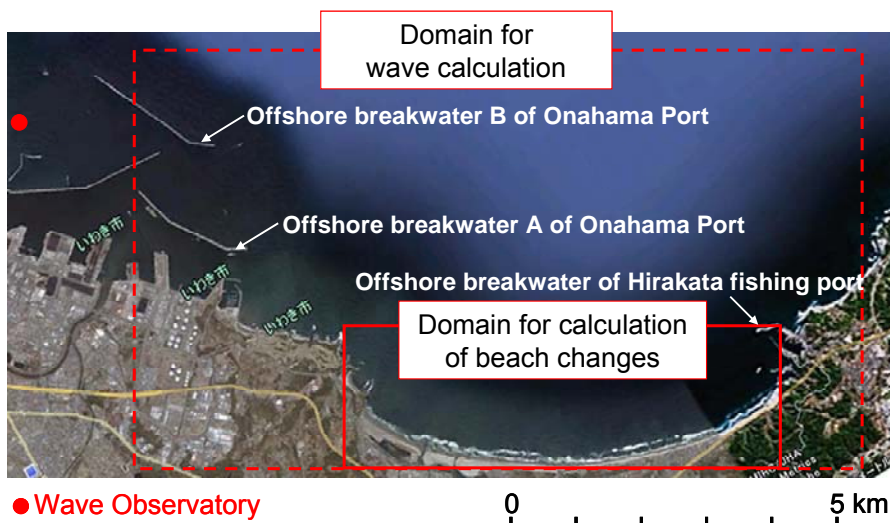 Domain for
wave calculation
Offshore breakwater B of Onahama Port
いわき市
Offshore breakwater A of Onahama Port
いわき市
Offshore breakwater of Hirakata fishing port
いわき市
Domain for calculation
of beach changes
Wave Observatory
0
5 km